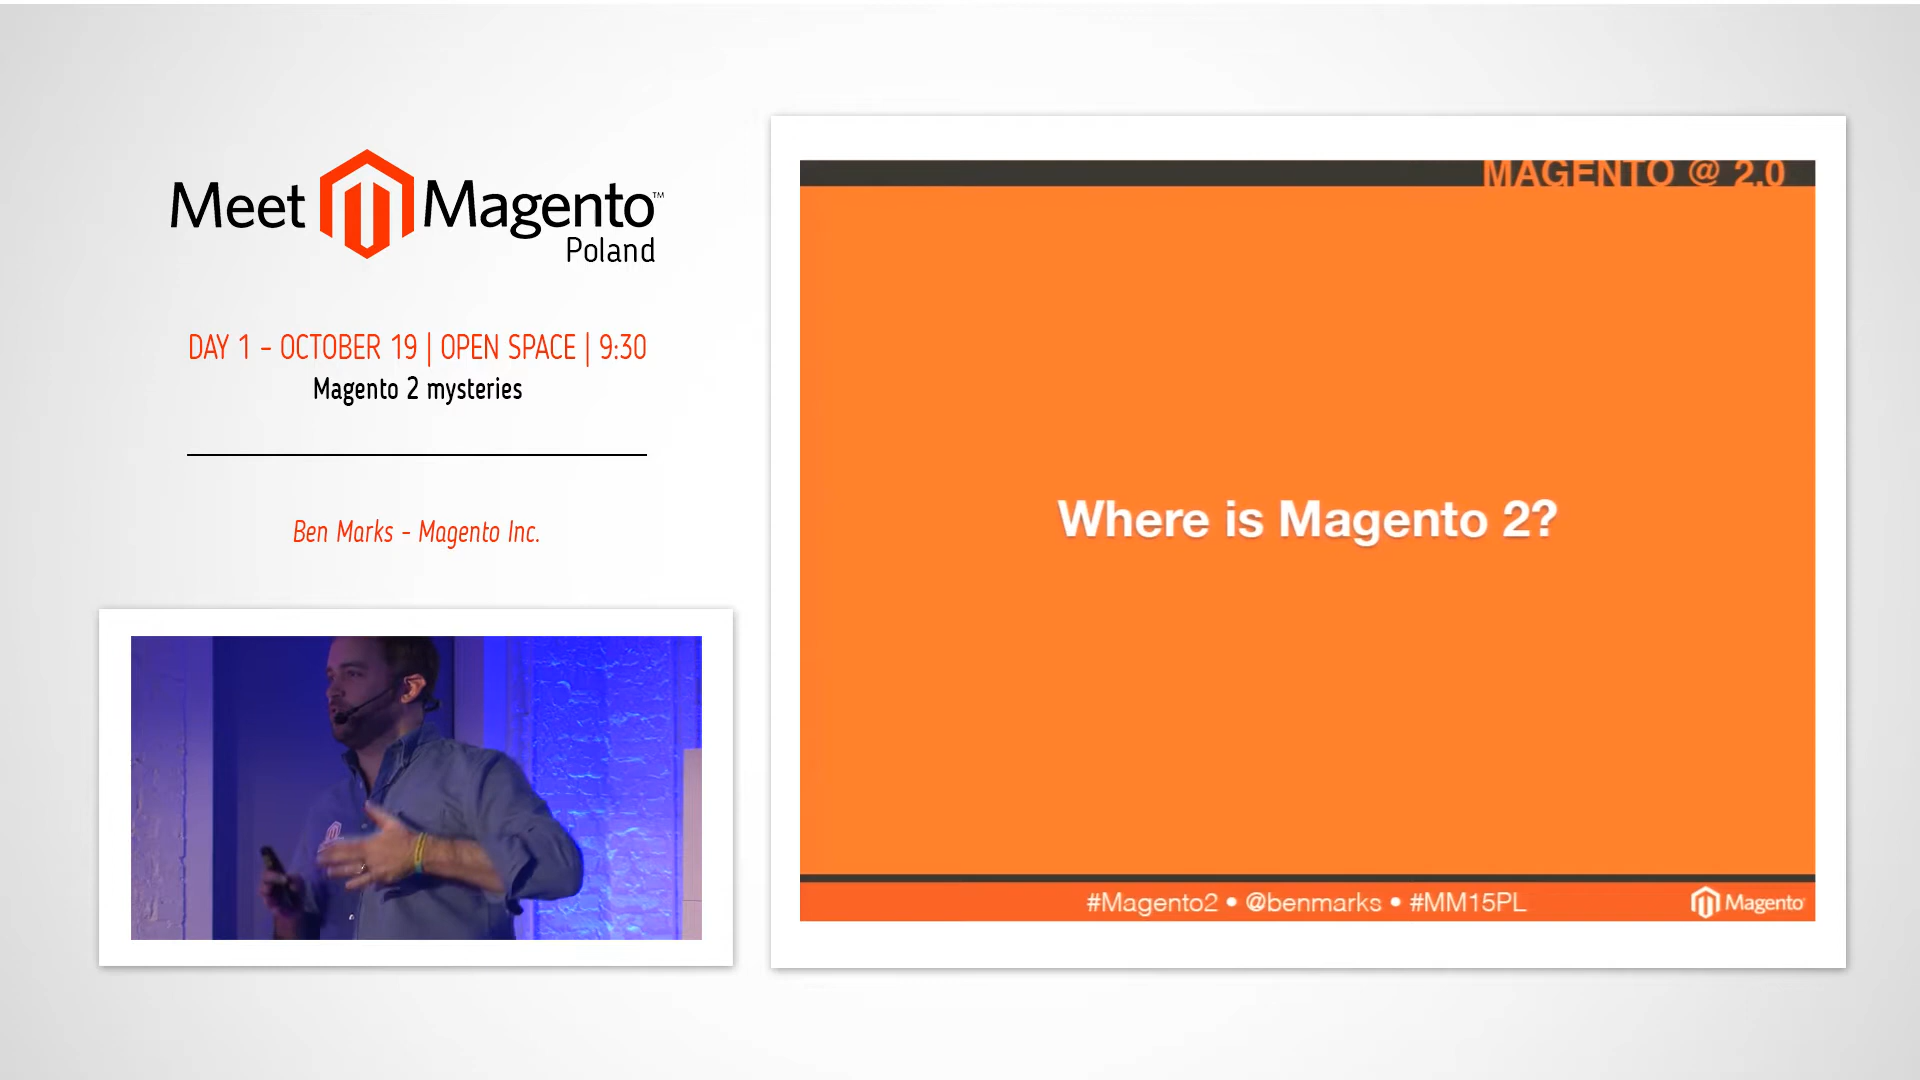 Meet Magento™
Poland
DAY 1 - OCTOBER 19 | OPEN SPACE | 9:30
Magento 2 mysteries
Ben Marks - Magento Inc.
MAGENTO @ 2.0
Where is Magento 2?
#Magento2 • @benmarks • #MM15PL
Magento